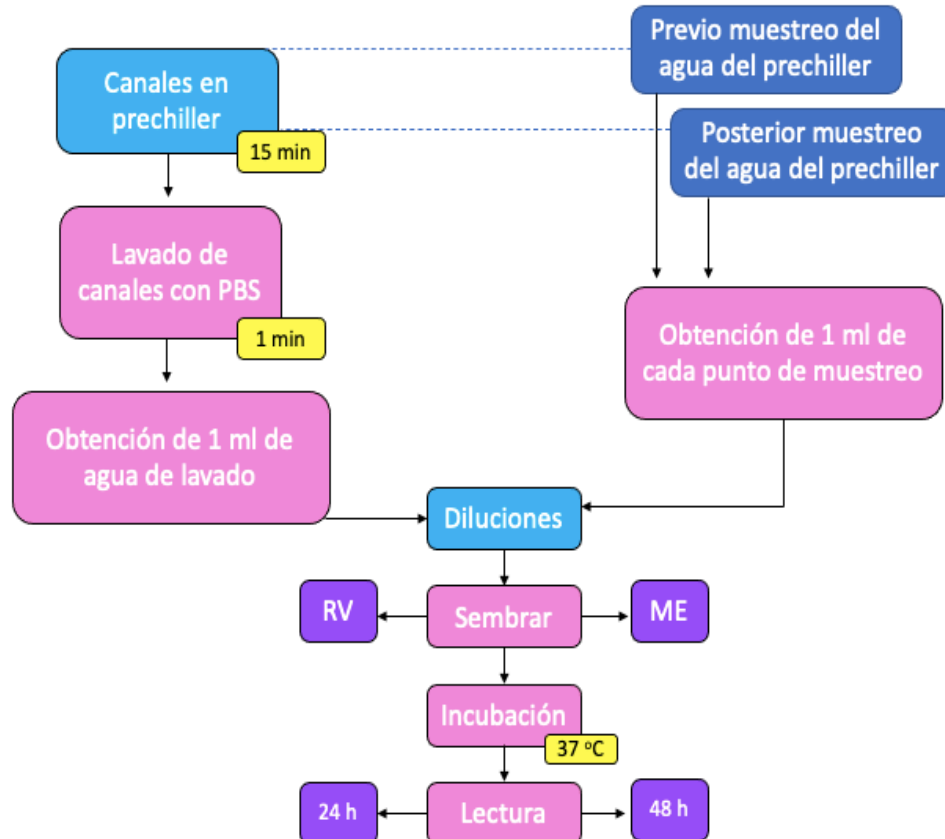 Canales en
prechiller
15 min
Previo muestreo del
agua del prechiller
Posterior muestreo
del agua del prechiller
Lavado de
canales con PBS
1 min
Obtención de 1 ml de
cada punto de muestreo
Obtención de 1 ml de
agua de lavado
Diluciones
RV
Sembrar
ME
Incubación
37 °C
24 h
Lectura
48 h